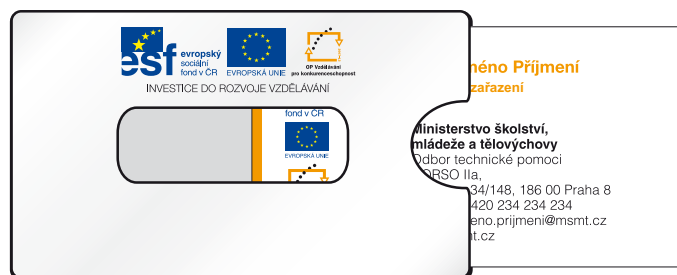 esf
evropský
sociální
fond v ČR
EVROPSKÁ UNIE
OP Vzdělávání
pro konkurenceschopnost
INVESTICE DO ROZVOJE VZDĚLÁVÁNÍ
fond v ČR
EVROPSKÁ UNIE
méno Příjmení
zařazení
Ministerstvo školství,
mládeže a tělovýchovy
Odbor technické pomoci
ORSO IIa,
34/148, 186 00 Praha 8
420 234 234 234
eno.prijmeni@msmt.cz
t.cz